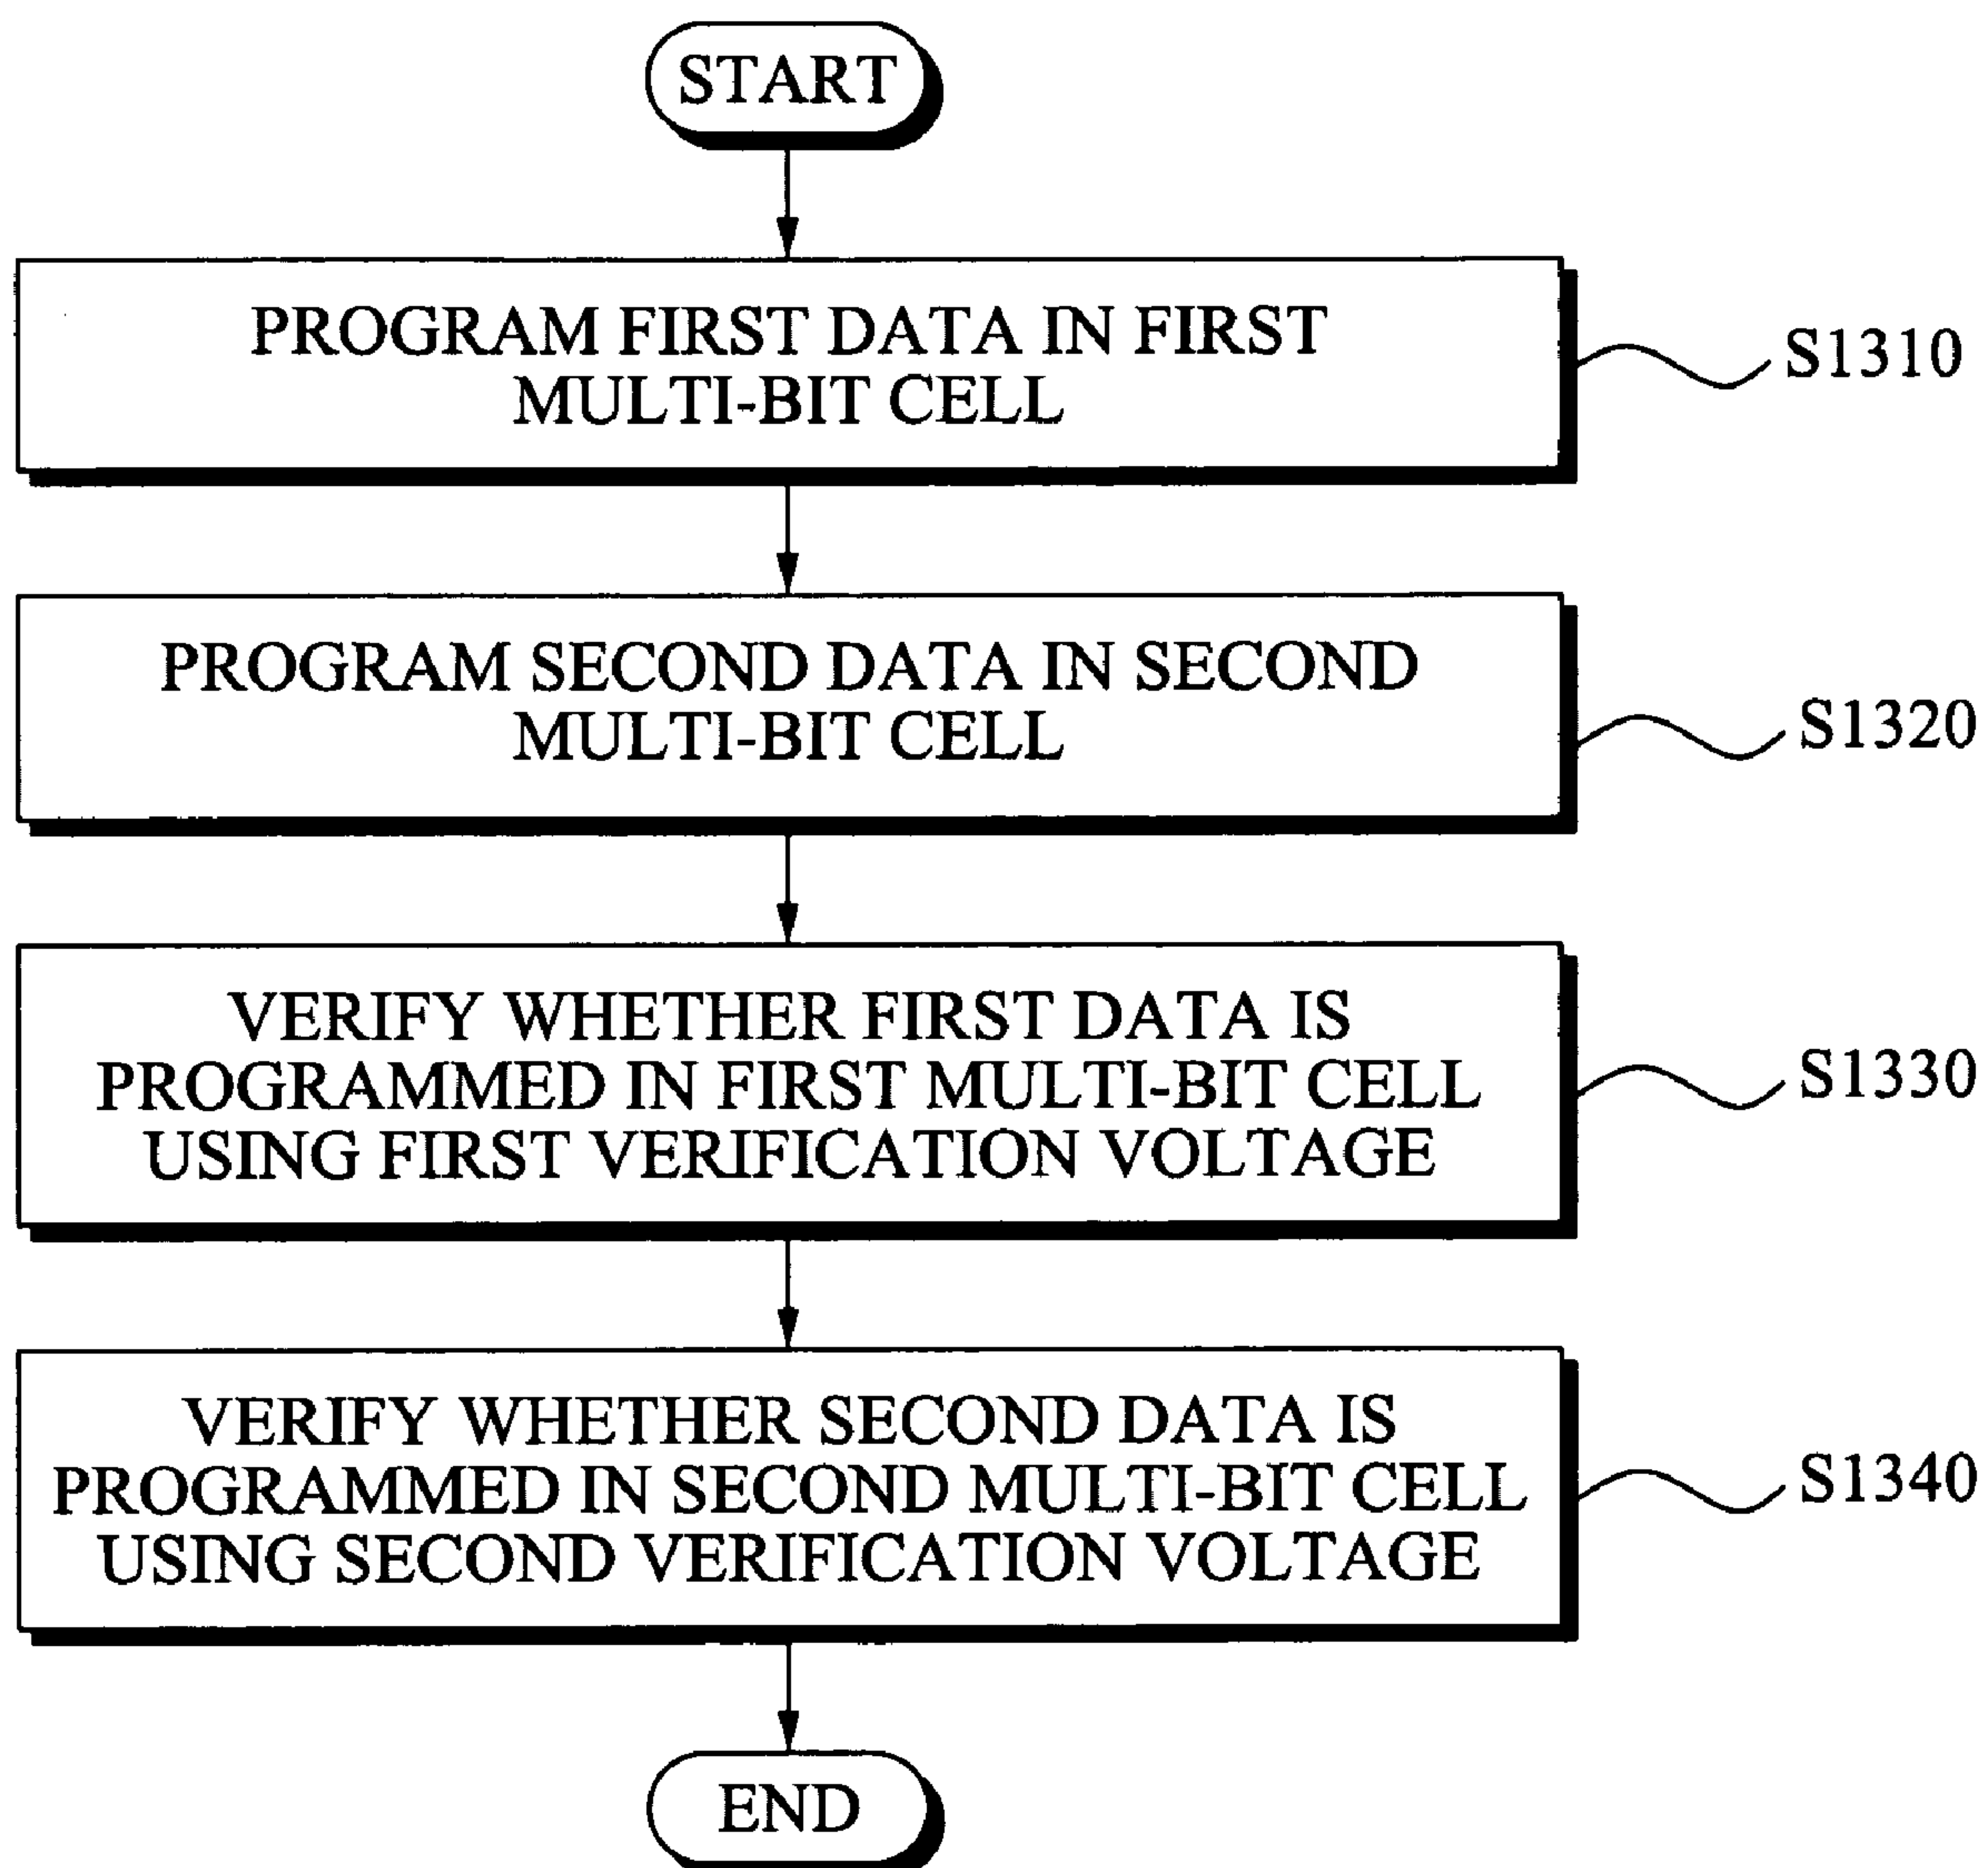 START
PROGRAM FIRST DATA IN FIRST
MULTI-BIT CELL
S1310
PROGRAM SECOND DATA IN SECOND
MULTI-BIT CELL
S1320
VERIFY WHETHER FIRST DATA IS
PROGRAMMED IN FIRST MULTI-BIT CELL
USING FIRST VERIFICATION VOLTAGE
S1330
VERIFY WHETHER SECOND DATA IS
PROGRAMMED IN SECOND MULTI-BIT CELL
USING SECOND VERIFICATION VOLTAGE
S1340
END